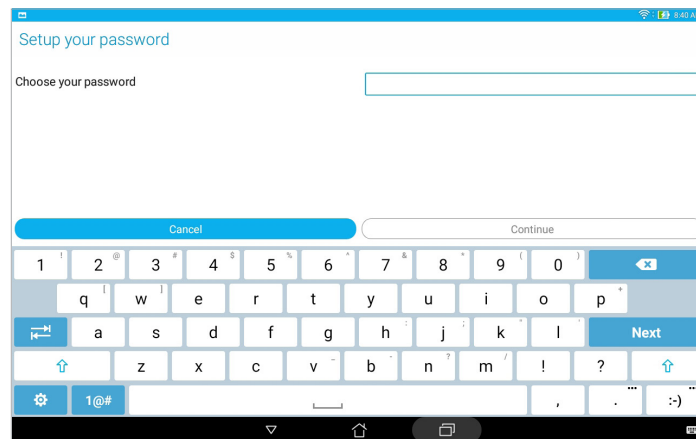 8:40 A
Setup your password
Choose your password
Cancel
Continue
1 ! 2 @ 3 # 4 $ 5 % 6 ^ 7 & 8 * 9 ( 0 )
q [ w ] e r t y u i o p +
a s d f g h : j ; k " l ' Next
z x c v _ b - n ? m / ! ?
1@# , . ... :-) ..